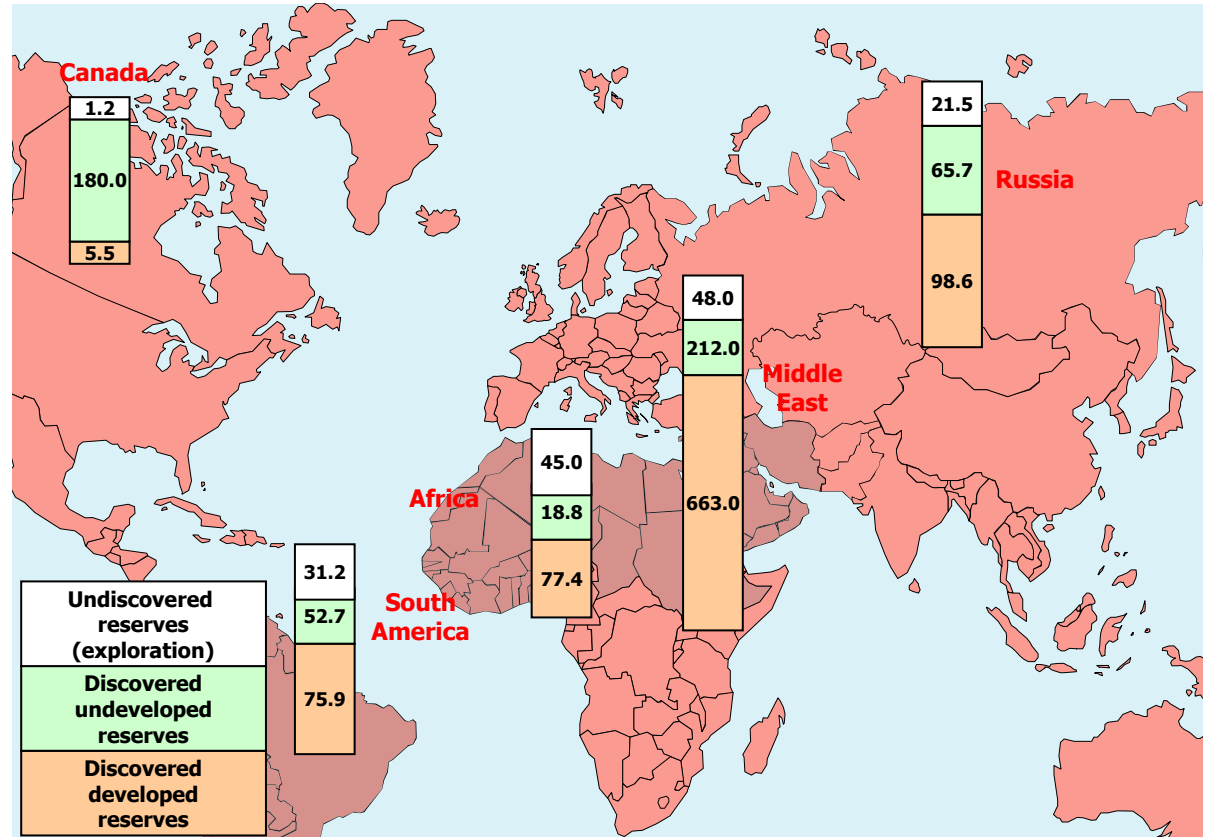 Canada
1.2
180.0
5.5
21.5
65.7
98.6
Russia
48.0
212.0
663.0
Middle
East
45.0
18.8
77.4
Africa
31.2
52.7
75.9
South
America
Undiscovered
reserves
(exploration)
Discovered
undeveloped
reserves
Discovered
developed
reserves